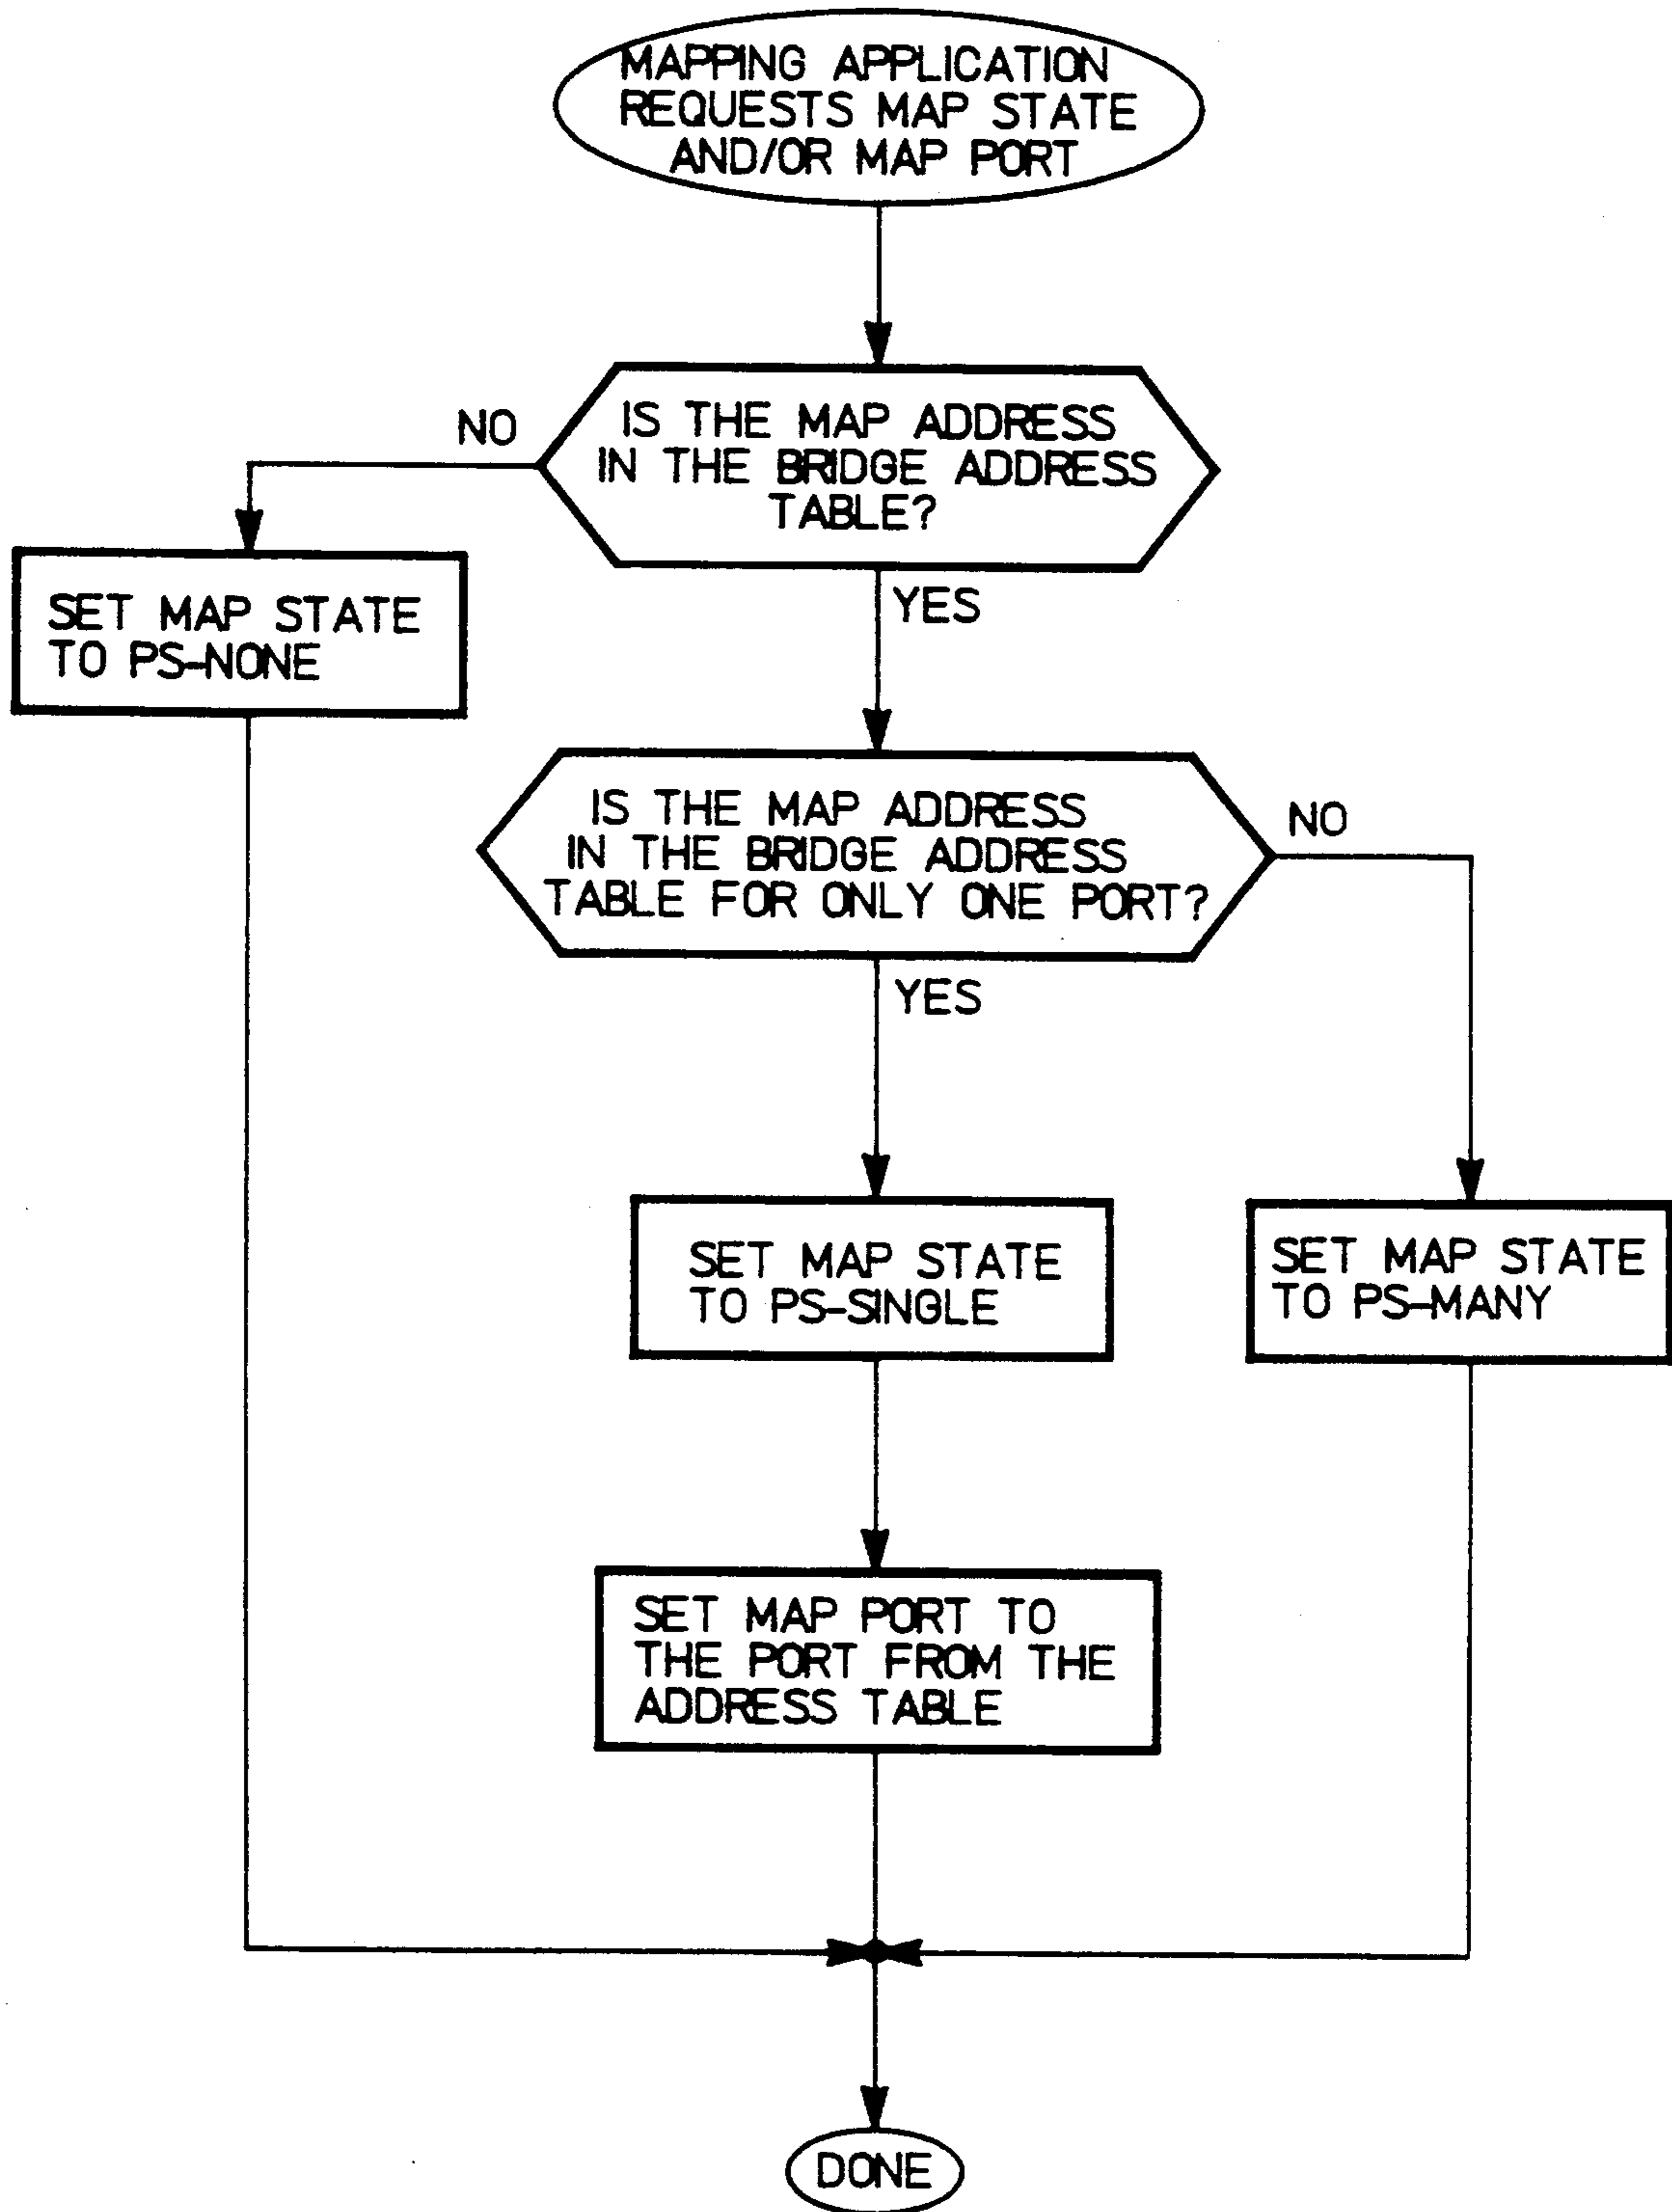 MAPPING APPLICATION
REQUESTS MAP STATE
AND/OR MAP PORT
NO
IS THE MAP ADDRESS
IN THE BRIDGE ADDRESS
TABLE?
SET MAP STATE
TO PS-NONE
YES
IS THE MAP ADDRESS
IN THE BRIDGE ADDRESS
TABLE FOR ONLY ONE PORT?
NO
YES
SET MAP STATE
TO PS-SINGLE
SET MAP STATE
TO PS-MANY
SET MAP PORT TO
THE PORT FROM THE
ADDRESS TABLE
DONE